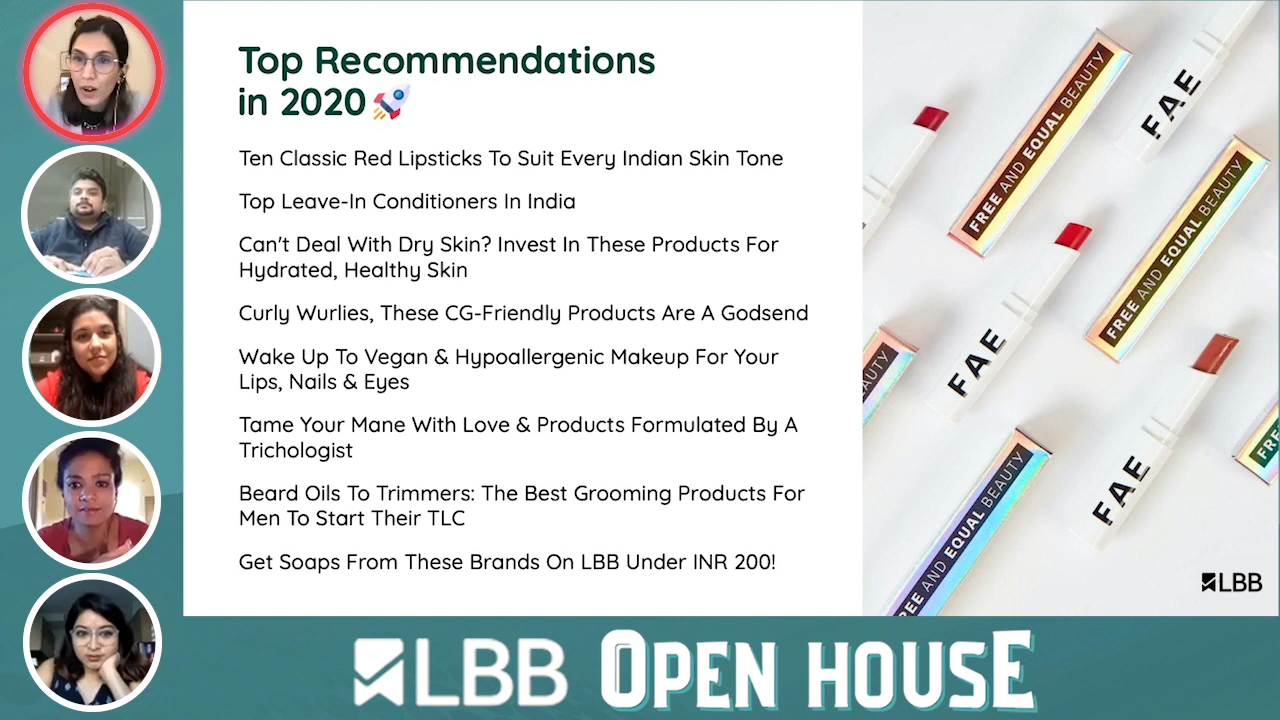 Top Recommendations
in 2020
Ten Classic Red Lipsticks To Suit Every Indian Skin Tone
Top Leave-In Conditioners In India
Can't Deal With Dry Skin? Invest In These Products For
Hydrated, Healthy Skin
Curly Wurlies, These CG-Friendly Products Are A Godsend
Wake Up To Vegan & Hypoallergenic Makeup For Your
Lips, Nails & Eyes
Tame Your Mane With Love & Products Formulated By A
Trichologist
Beard Oils To Trimmers: The Best Grooming Products For
Men To Start Their TLC
Get Soaps From These Brands On LBB Under INR 200!
FREE AND EQUAL BEAUTY
FAE
FREE AND EQUAL BEAUTY
FAE
BEAUTY
FAE
REE AND EQUAL BEAUTY
FRE
LBB
LBB OPEN HOUSE